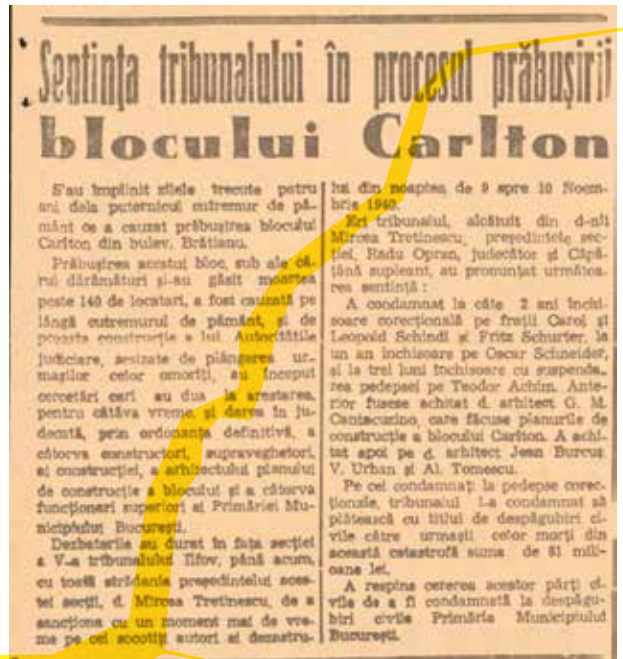 Sentința tribunalului în procesul prăbușirii
blocului Carlton
S'au împlinit zilele trecute patru
ani dela puternicul cutremur de pă-
mânt ce a cauzat prăbușirea blocului
Carlton din bulev. Brătianu.
Prăbușirea acestui bloc, sub ale că-
rui dărâmături și-au găsit moartea
peste 140 de locatari, a fost cauzată pe
lângă cutremurul de pământ, și de
proasta construcție a lui. Autoritățile
judiciare, sesizate de plângerea ur-
mașilor celor omorîți, au început
cercetări cari au dus la arestarea,
pentru câtăva vreme, și darea în ju-
decată, prin ordonanța definitivă, a
câtorva constructori, supraveghetori,
ai construcției, a arhitectului planului
de construcție a blocului și a câtorva
funcționari superiori ai Primăriei Mu-
nicipiului București.
Dezbaterile au durat în fața secției
a V-a tribunalului Ilfov, până acum,
cu toată strădania președintelui aces-
tei secții, d. Mircea Tretinescu, de a
sancționa cu un moment mai de vre-
me pe cei socotiți autori ai dezastru-
lui din noaptea de 9 spre 10 Noem-
brie 1940.
Eri tribunalul, alcătuit din d-nii
Mircea Tretinescu, președintele sec-
ției, Radu Opran, judecător și Căpă-
țână supleant, au pronunțat următoa-
rea sentință :
A condamnat la câte 2 ani închi-
soare corecțională pe frații Carol și
Leopold Schindl și Fritz Schurter, la
un an închisoare pe Oscar Schneider,
și la trei luni închisoare cu suspenda-
rea pedepsei pe Teodor Achim. Ante-
rior fusese achitat d. arhitect G. M.
Cantacuzino, care făcuse planurile de
construcție a blocului Carlton. A achi-
tat apoi pe d. arhitect Jean Burcuș
V. Urban și Al. Tomescu.
Pe cei condamnați la pedepse corec-
ționale, tribunalul i-a condamnat să
plătească cu titlul de despăgubiri ci-
vile către urmașii celor morți din
această catastrofă suma de 81 mili-
oane lei.
A respins cererea acestor părți ci-
vile de a fi condamnată la despăgu-
biri civile Primăria Municipiului
București.